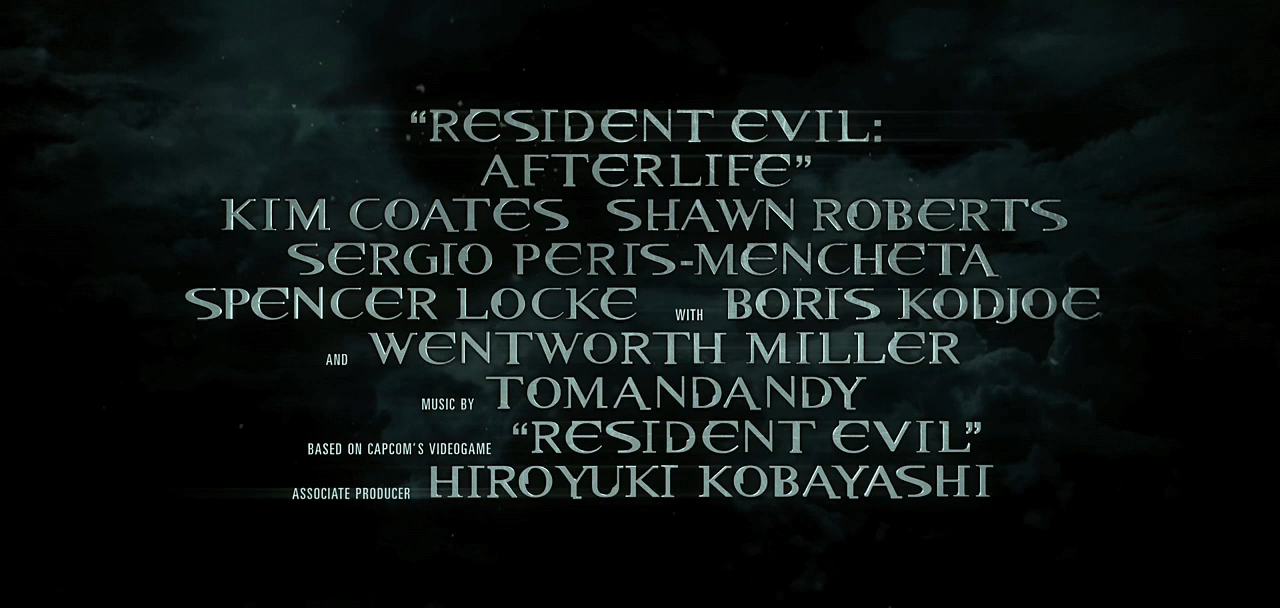 “RESIDENT EVIL:
AFTERLIFE”
KIM COATES SHAWN ROBERTS
SERGIO PERIS-MENCHETA
SPENCER LOCKE WITH BORIS KODJOE
AND WENTWORTH MILLER
MUSIC BY TOMANDANDY
BASED ON CAPCOM'S VIDEOGAME “RESIDENT EVIL”
ASSOCIATE PRODUCER HIROYUKI KOBAYASHI